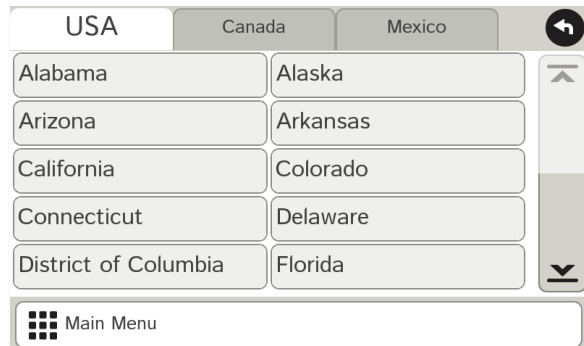 USA Canada Mexico
Alabama Alaska
Arizona Arkansas
California Colorado
Connecticut Delaware
District of Columbia Florida
Main Menu